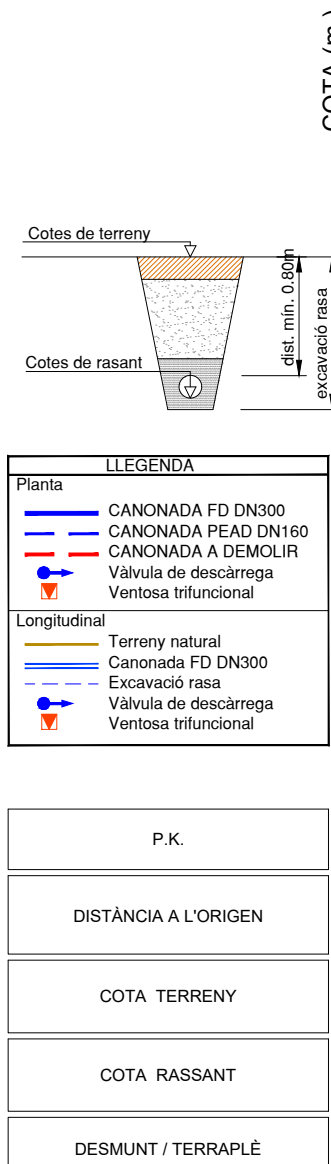 COTA (m.)
Cotes de terreny
dist. mín. 0.80m
excavació rasa
Cotes de rasant
LLEGENDA
Planta
CANONADA FD DN300
CANONADA PEAD DN160
CANONADA A DEMOLIR
Vàlvula de descàrrega
Ventosa trifuncional
Longitudinal
Terreny natural
Canonada FD DN300
Excavació rasa
Vàlvula de descàrrega
Ventosa trifuncional
P.K.
DISTÀNCIA A L'ORIGEN
COTA TERRENY
COTA RASSANT
DESMUNT / TERRAPLÈ